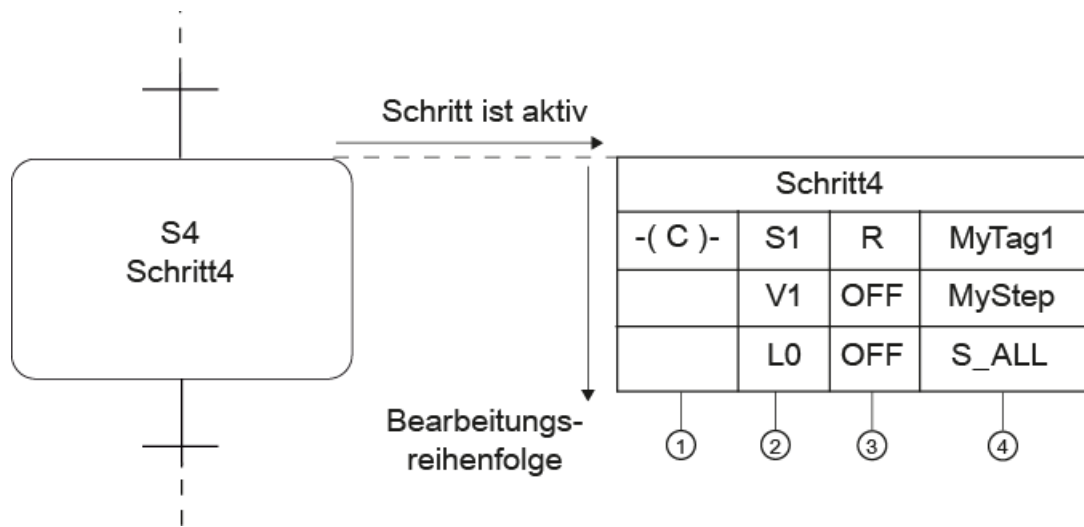 Schritt ist aktiv
S4
Schritt4
Schritt4
-( C )- S1 R MyTag1
V1 OFF MyStep
L0 OFF S_ALL
Bearbeitungs-
reihenfolge
1 2 3 4